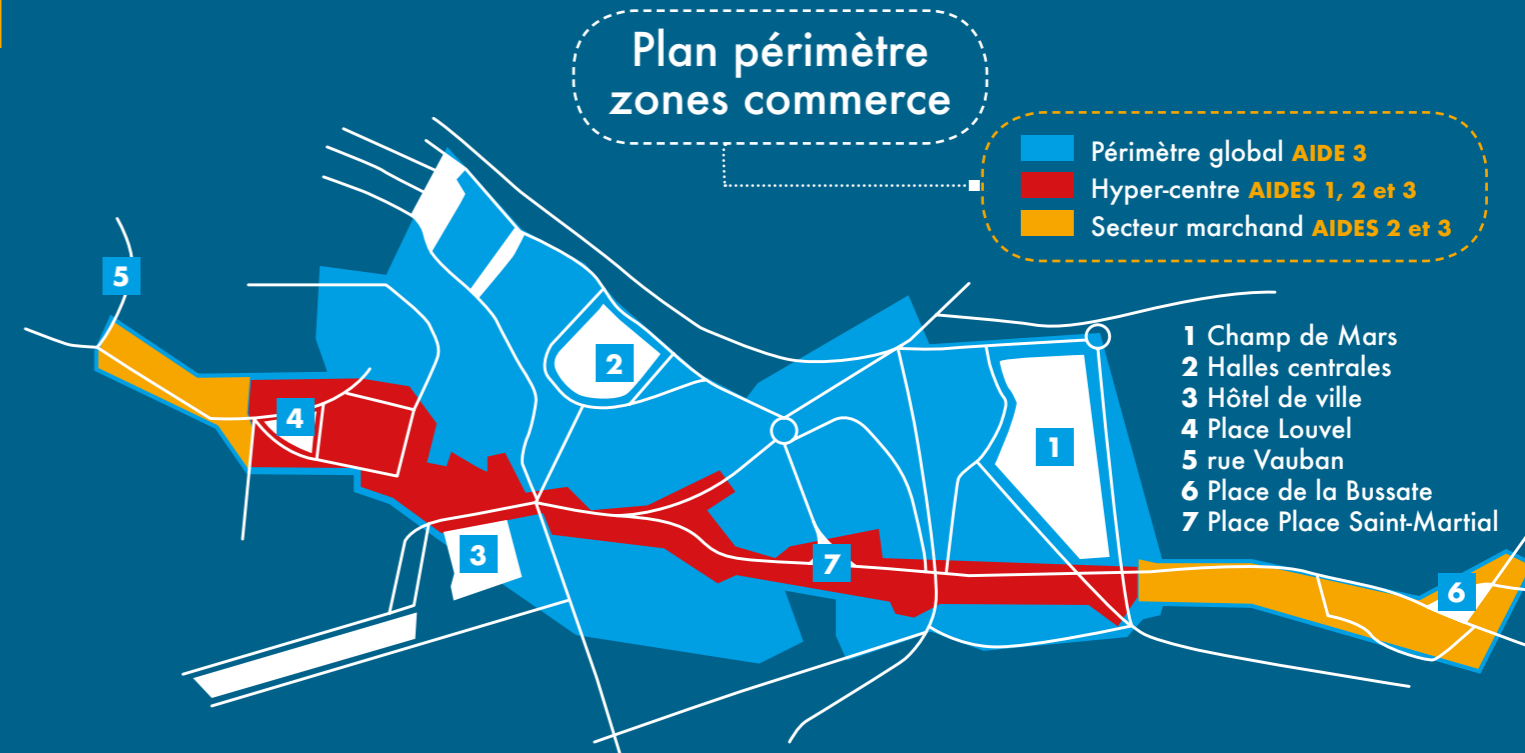 Plan périmètre
zones commerce
Périmètre global AIDE 3
Hyper-centre AIDES 1, 2 et 3
Secteur marchand AIDES 2 et 3
1 Champ de Mars
2 Halles centrales
3 Hôtel de ville
4 Place Louvel
5 rue Vauban
6 Place de la Bussate
7 Place Place Saint-Martial
5
2
4
1
3
7
6